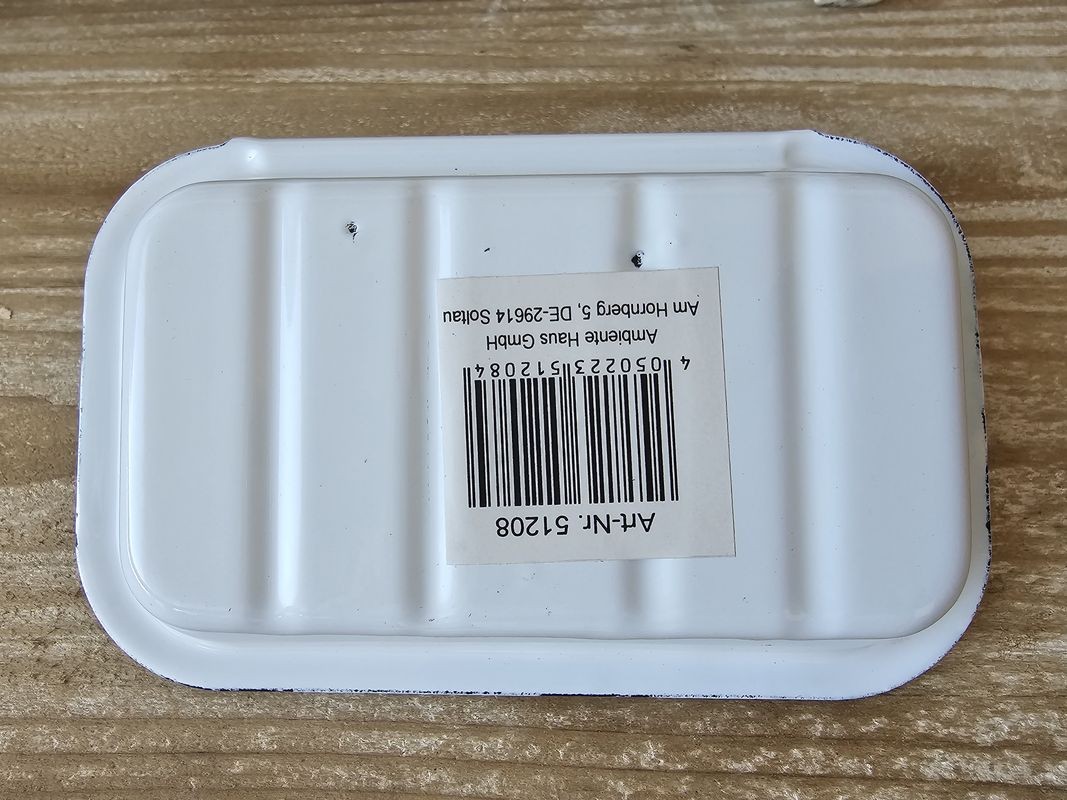 Art-Nr. 51208
4 050223 512084
Ambiente Haus GmbH
Am Hornberg 5, DE-29614 Soltau